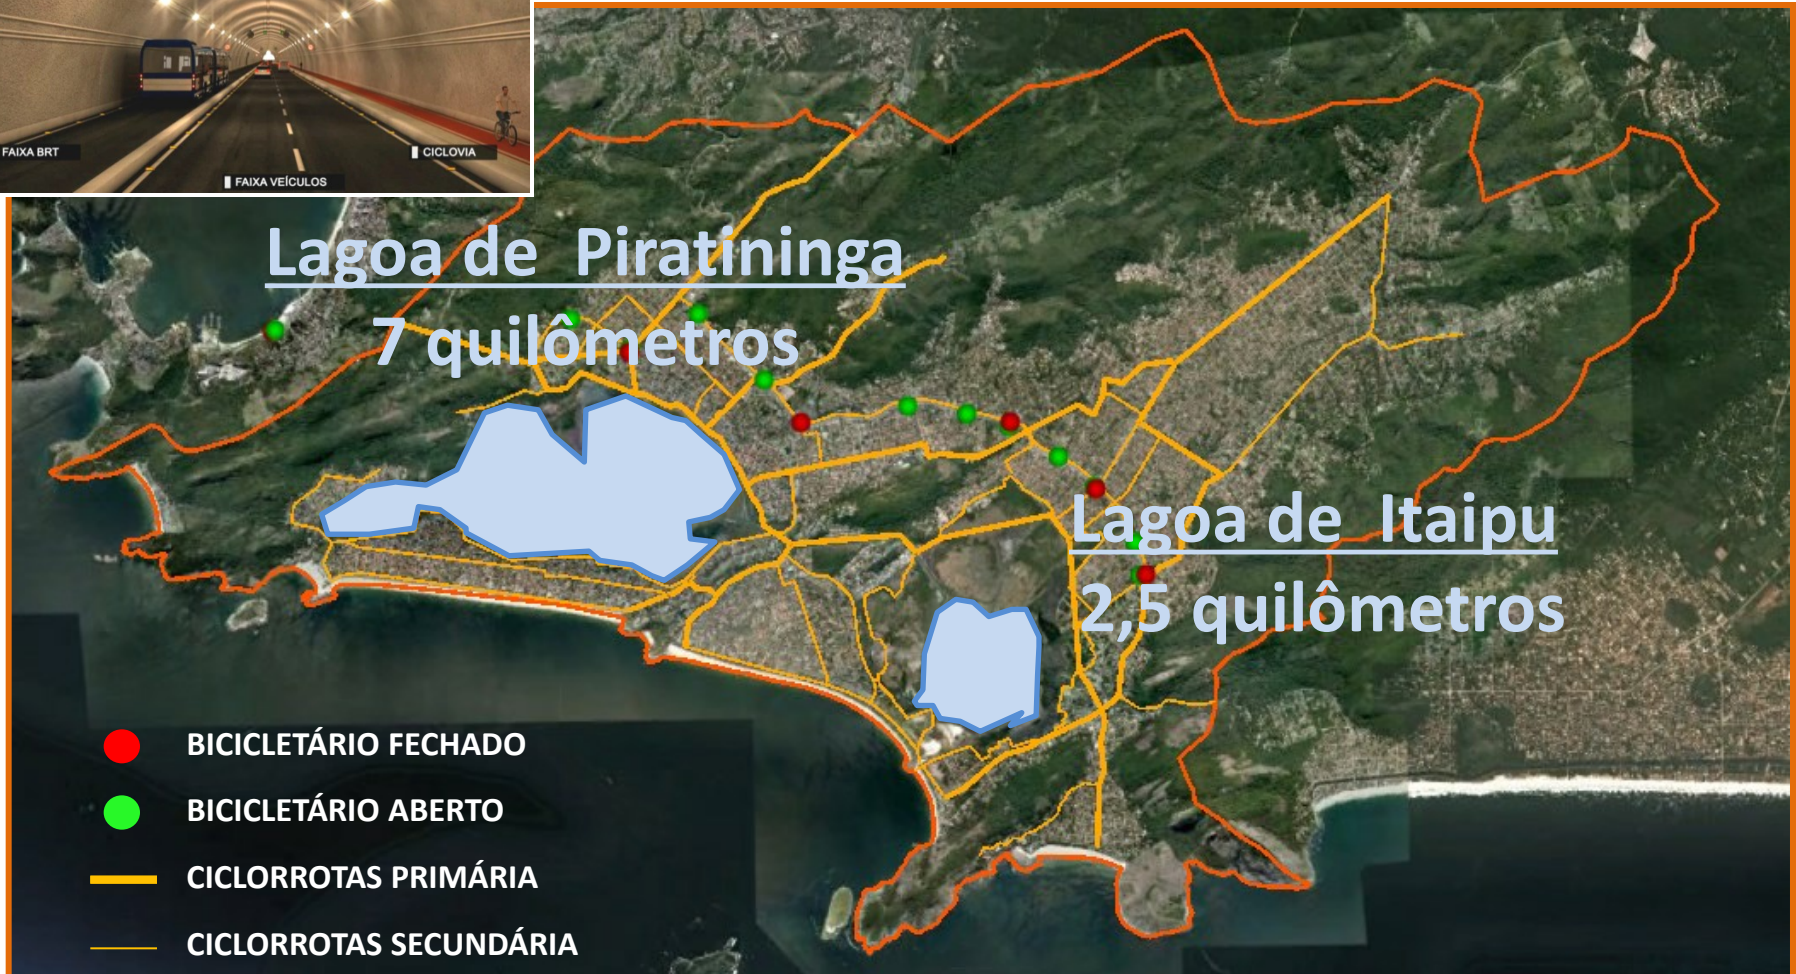 FAIXA BRT
CICLOVIA
FAIXA VEÍCULOS
Lagoa de Piratininga
7 quilômetros
Lagoa de Itaipu
2,5 quilômetros
BICICLETÁRIO FECHADO
BICICLETÁRIO ABERTO
CICLORROTAS PRIMÁRIA
CICLORROTAS SECUNDÁRIA